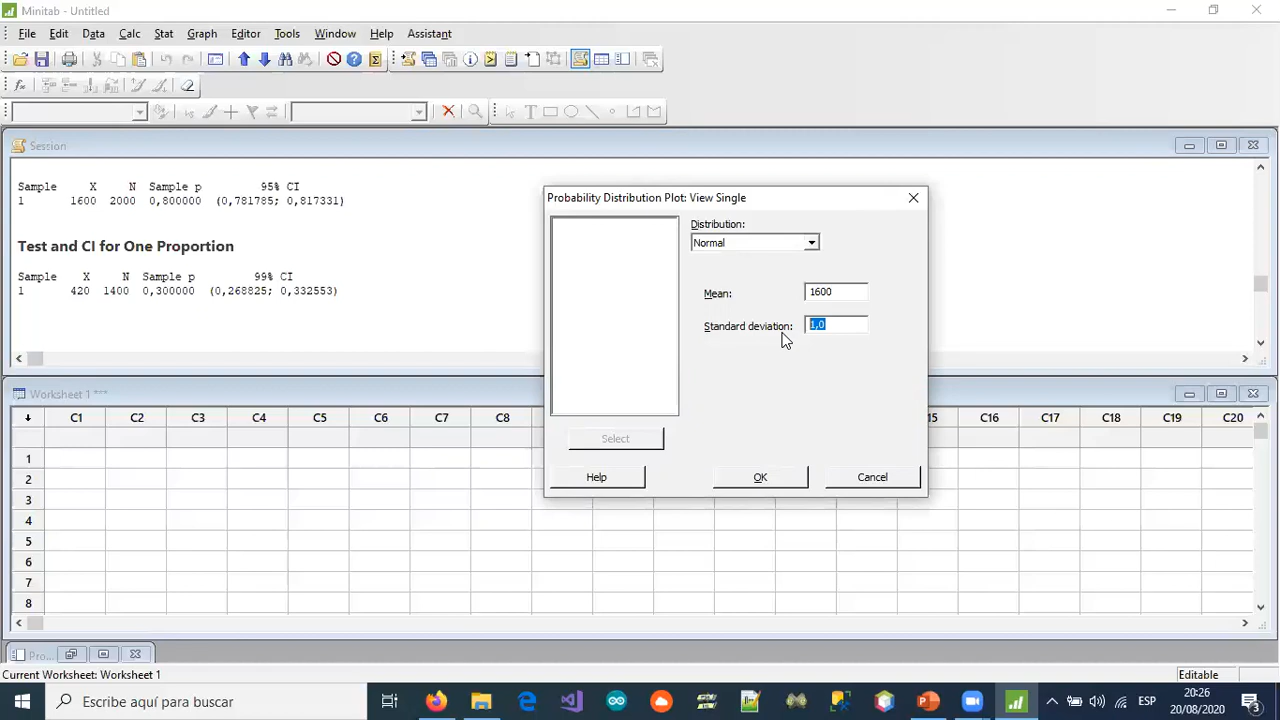 Minitab - Untitled
File Edit Data Calc Stat Graph Editor Tools Window Help Assistant
Session
Sample X N Sample p 95% CI
1 1600 2000 0,800000 (0,781785; 0,817331)
Test and CI for One Proportion
Sample X N Sample p 99% CI
1 420 1400 0,300000 (0,268825; 0,332553)
Probability Distribution Plot: View Single
Distribution:
Normal
Mean: 1600
Standard deviation: 1,0
Select
Help OK Cancel
Worksheet 1 ***
C1 C2 C3 C4 C5 C6 C7 C8 15 C16 C17 C18 C19 C20
1
2
3
4
5
6
7
8
Pro...
Current Worksheet: Worksheet 1 Editable
Escribe aquí para buscar
ESP
20:26
20/08/2020
3